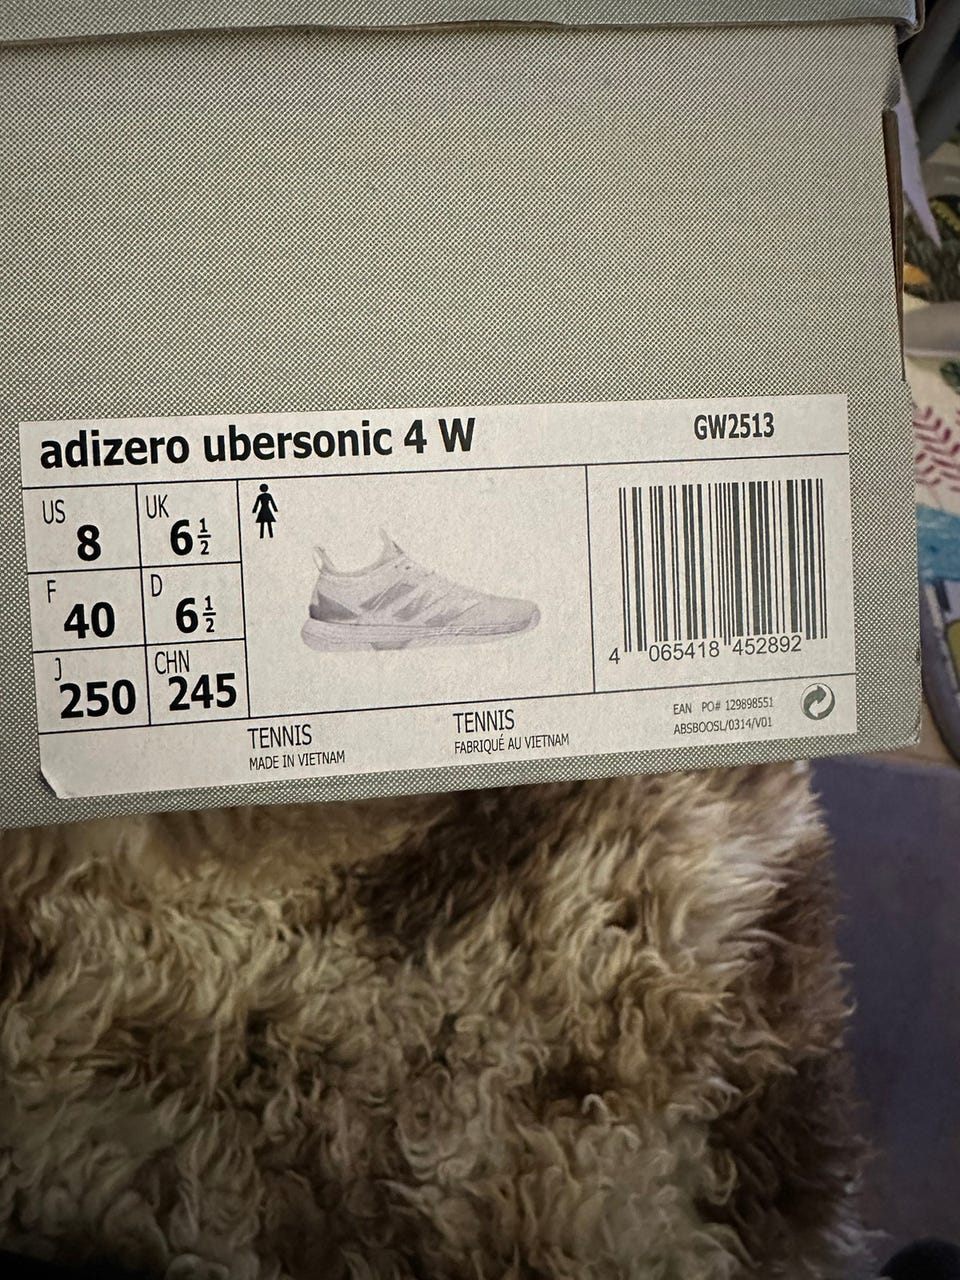 adizero ubersonic 4 W
GW2513
US 8
UK 6½
F 40
D 6½
J 250
CHN 245
4 065418 452892
TENNIS
MADE IN VIETNAM
TENNIS
FABRIQUÉ AU VIETNAM
EAN PO# 129898551
ABSBOOSL/0314/V01